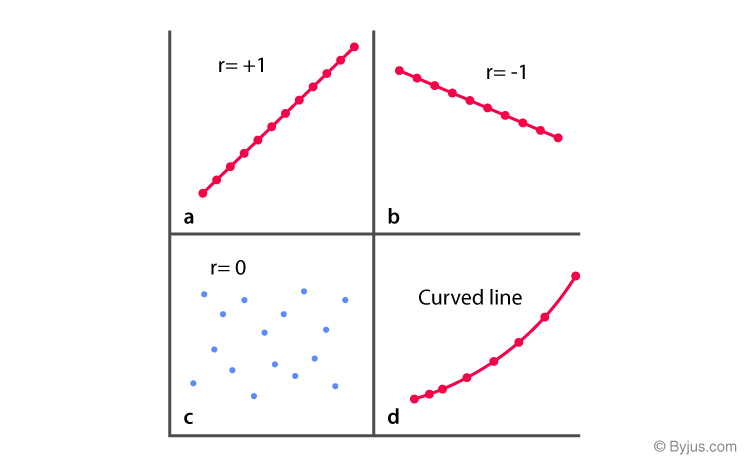 r= +1
a
r= -1
b
r= 0
c
Curved line
d
© Byjus.com